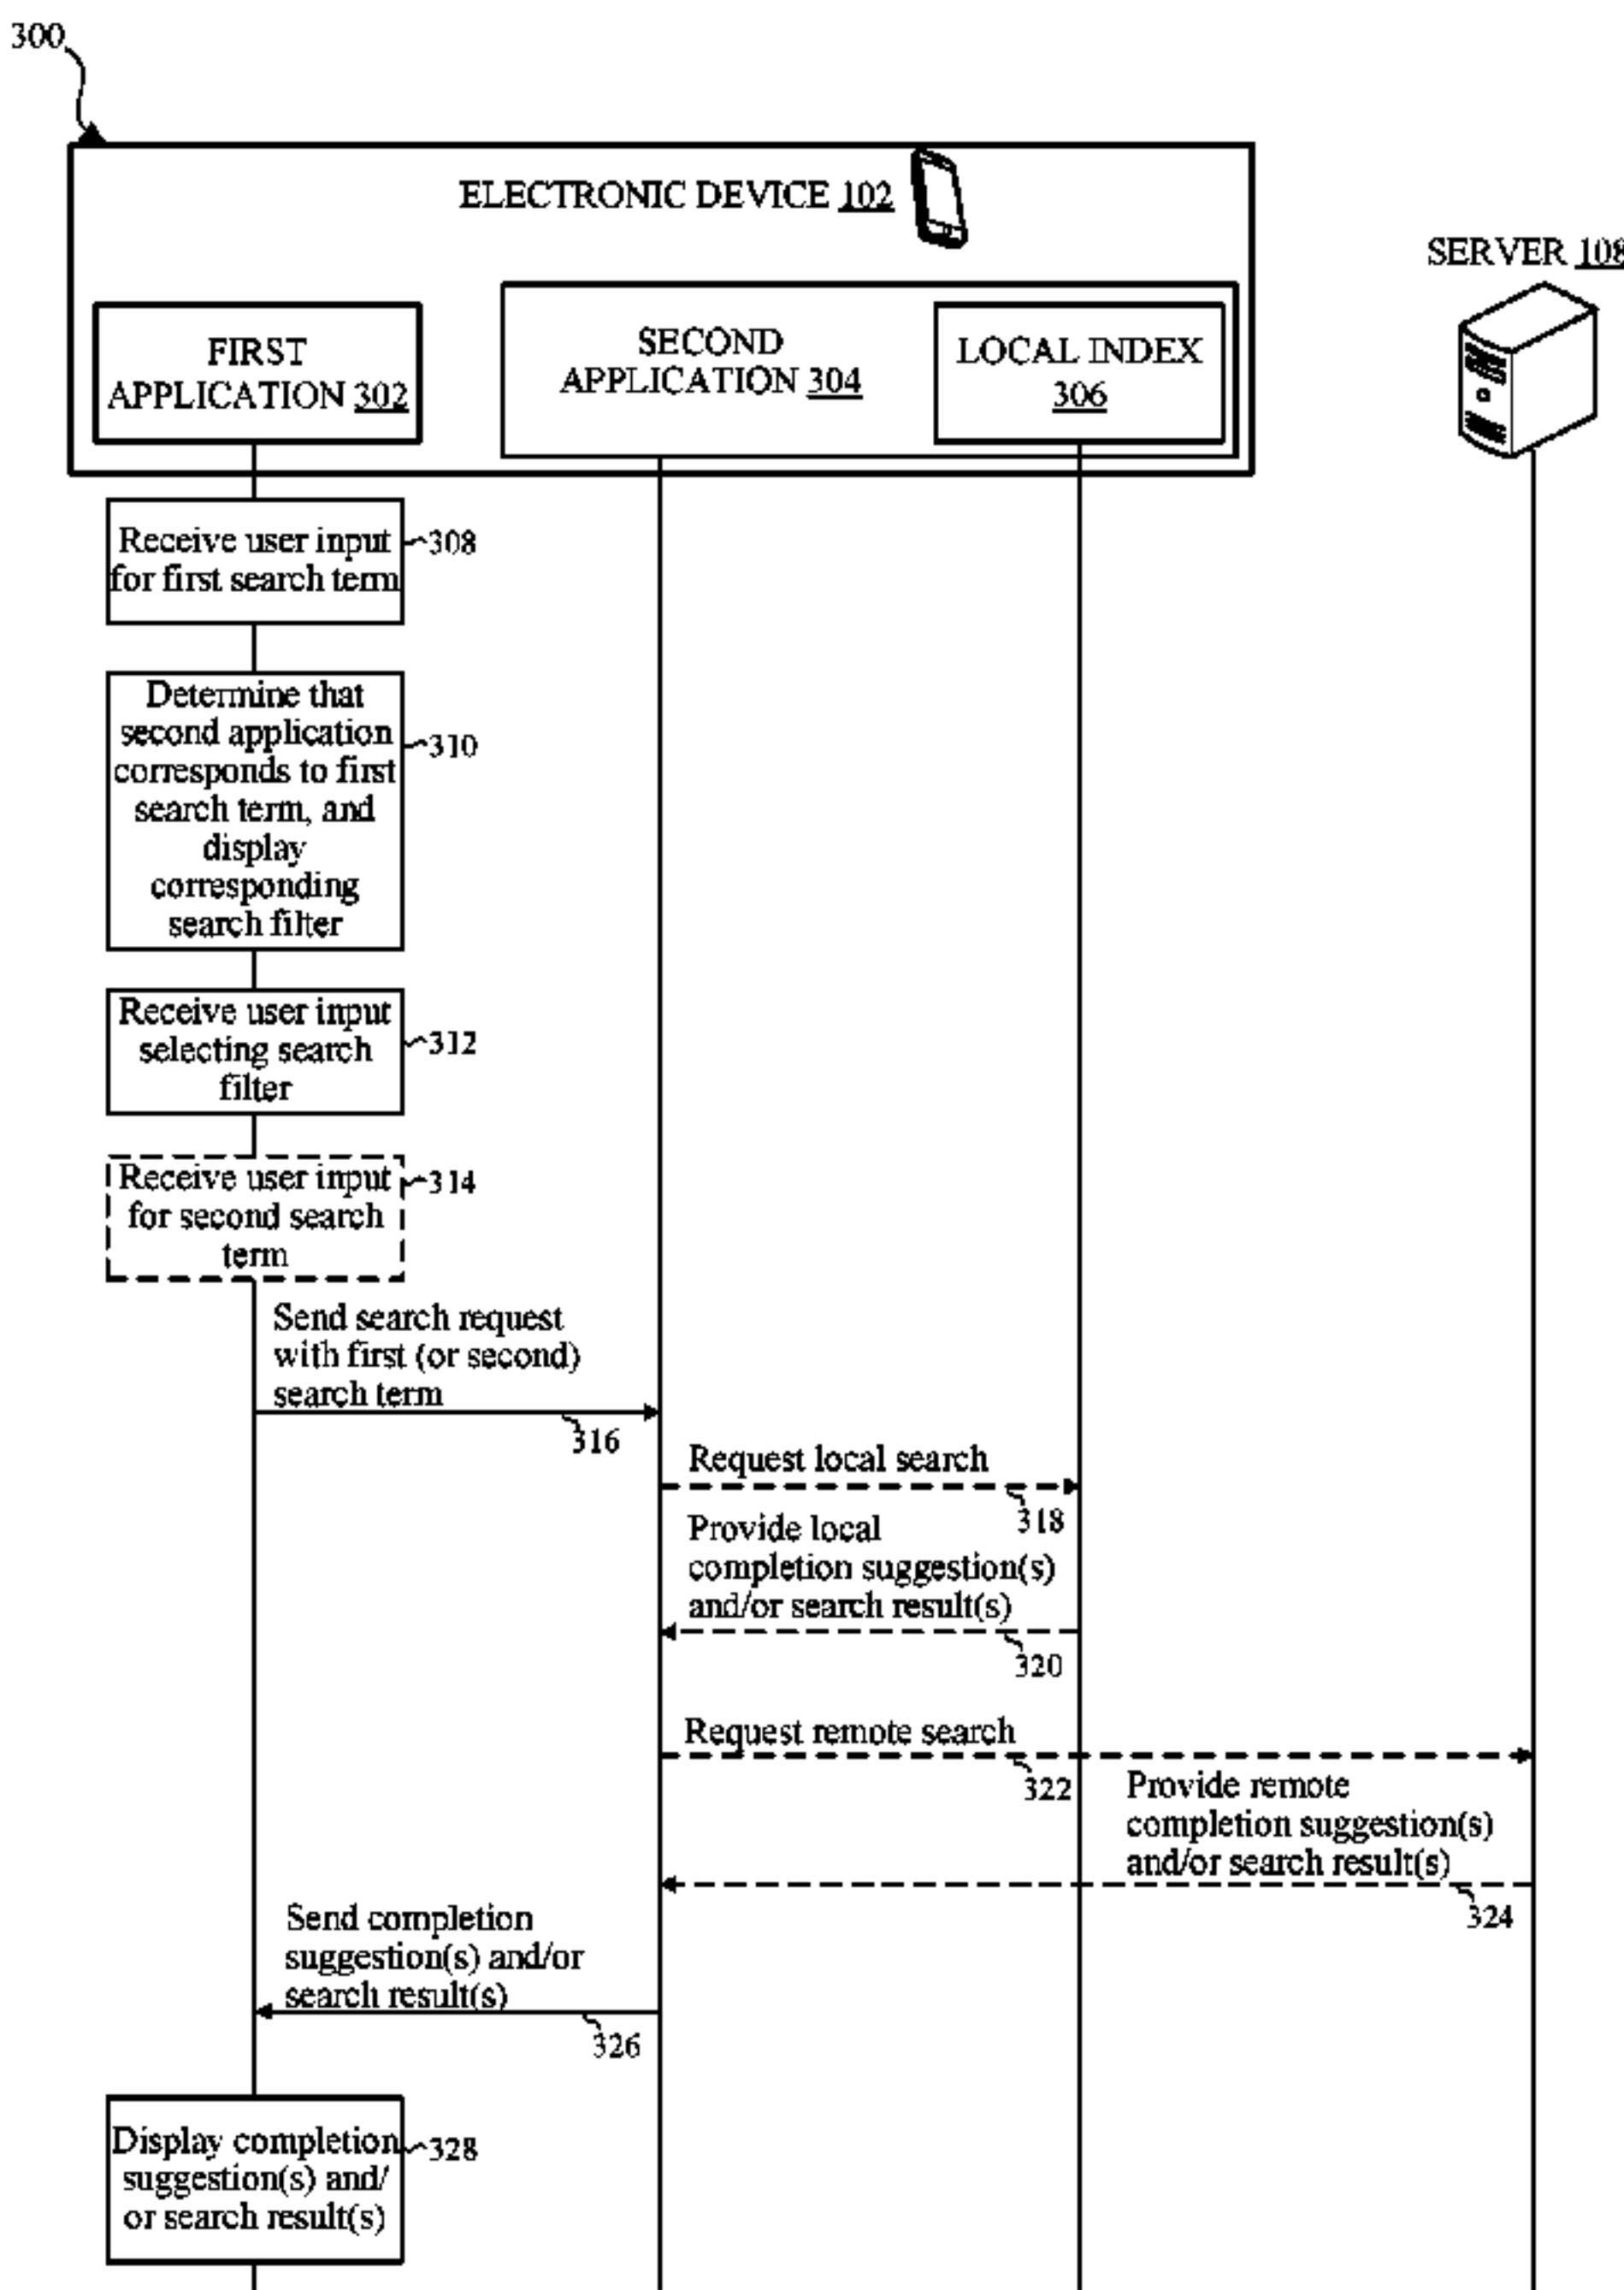 300
ELECTRONIC DEVICE 102
SERVER 108
FIRST
APPLICATION 302
SECOND
APPLICATION 304
LOCAL INDEX
306
Receive user input
for first search term
308
Determine that
second application
corresponds to first
search term, and
display
corresponding
search filter
310
Receive user input
selecting search
filter
312
Receive user input
for second search
term
314
Send search request
with first (or second)
search term
316
Request local search
318
Provide local
completion suggestion(s)
and/or search result(s)
320
Request remote search
322
Provide remote
completion suggestion(s)
and/or search result(s)
324
Send completion
suggestion(s) and/or
search result(s)
326
Display completion
suggestion(s) and/
or search result(s)
328